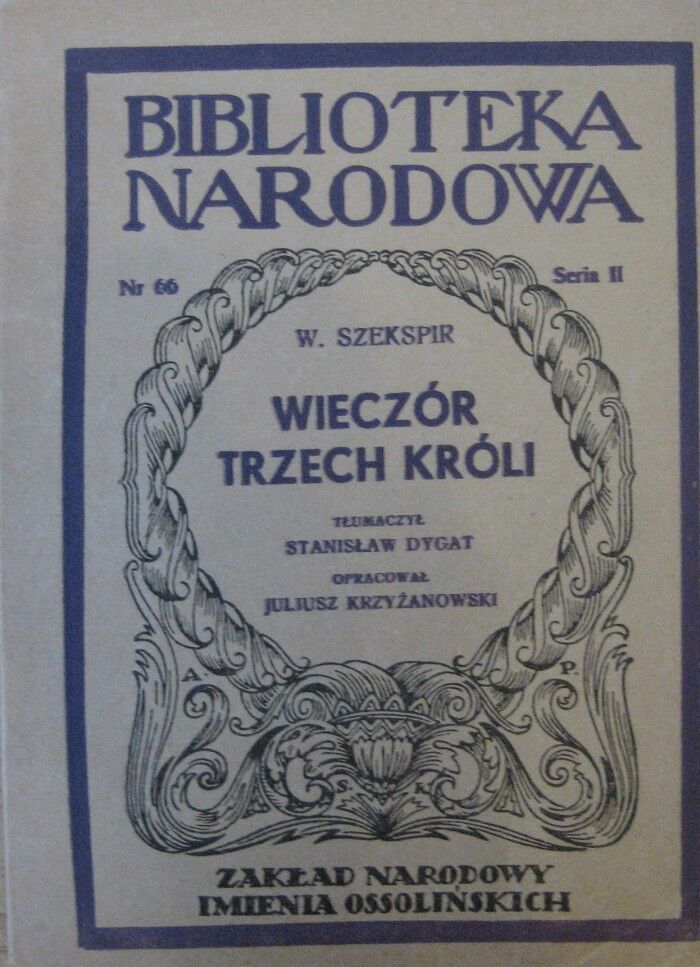 BIBLIOTEKA
NARODOWA
Nr 66 Seria II
W. SZEKSPIR
WIECZÓR
TRZECH KRÓLI
TŁUMACZYŁ
STANISŁAW DYGAT
OPRACOWAŁ
JULIUSZ KRZYŻANOWSKI
A. P.
S K
ZAKŁAD NARODOWY
IMIENIA OSSOLIŃSKICH